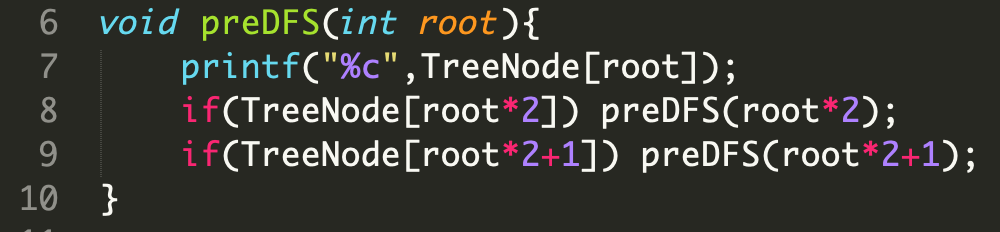 6 void preDFS(int root){
7 printf("%c",TreeNode[root]);
8 if(TreeNode[root*2]) preDFS(root*2);
9 if(TreeNode[root*2+1]) preDFS(root*2+1);
10 }